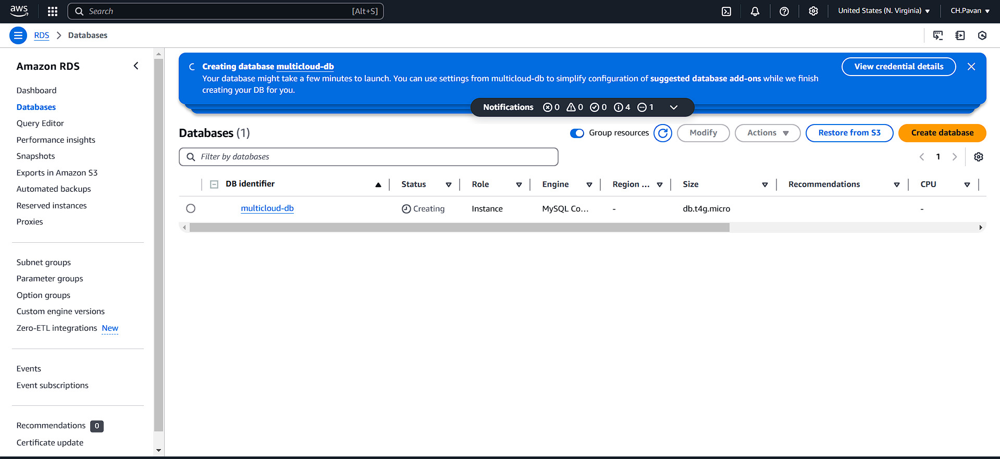 aws
Search [Alt+S]
United States (N. Virginia)
CH.Pavan
RDS
Databases
Amazon RDS
Dashboard
Databases
Query Editor
Performance insights
Snapshots
Exports in Amazon S3
Automated backups
Reserved instances
Proxies
Subnet groups
Parameter groups
Option groups
Custom engine versions
Zero-ETL integrations New
Events
Event subscriptions
Recommendations 0
Certificate update
Creating database multicloud-db
Your database might take a few minutes to launch. You can use settings from multicloud-db to simplify configuration of suggested database add-ons while we finish
creating your DB for you.
View credential details
Notifications 0 0 0 4 1
Databases (1)
Group resources
Modify
Actions
Restore from S3
Create database
Filter by databases
1
DB identifier Status Role Engine Region ... Size Recommendations CPU
multicloud-db Creating Instance MySQL Co... - db.t4g.micro -